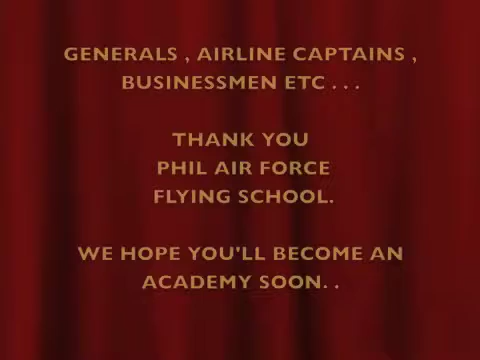 GENERALS , AIRLINE CAPTAINS ,
BUSINESSMEN ETC . . .
THANK YOU
PHIL AIR FORCE
FLYING SCHOOL.
WE HOPE YOU'LL BECOME AN
ACADEMY SOON. .